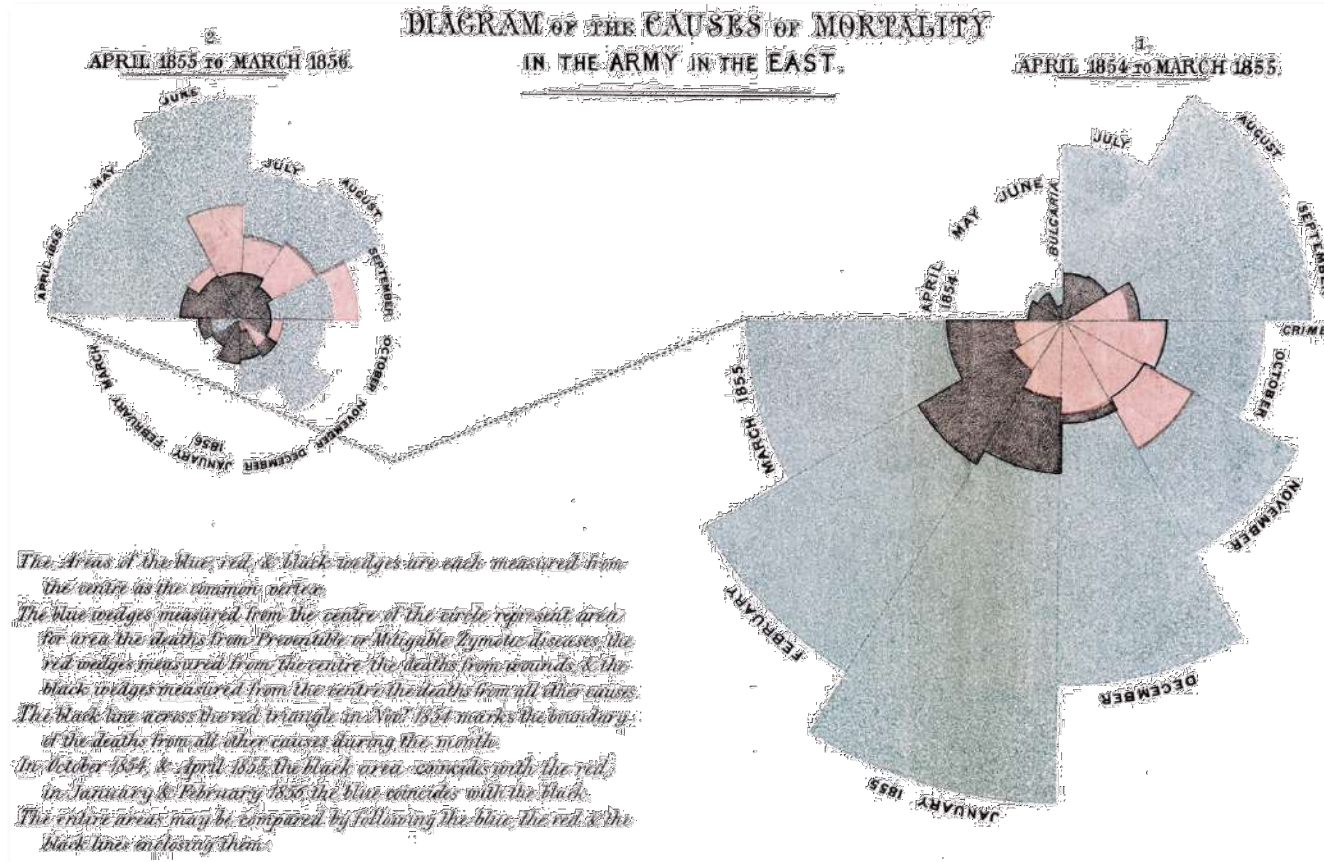 DIAGRAM OF THE CAUSES OF MORTALITY
IN THE ARMY IN THE EAST.
2.
APRIL 1855 TO MARCH 1856.
1.
APRIL 1854 TO MARCH 1855.
JUNE
JULY
AUGUST
SEPTEMBER
OCTOBER
NOVEMBER
DECEMBER
JANUARY 1856
FEBRUARY
MARCH
APRIL 1855
MAY
APRIL 1854
MAY
JUNE
BULGARIA
JULY
AUGUST
SEPTEMBER
CRIME
OCTOBER
NOVEMBER
DECEMBER
JANUARY 1855
FEBRUARY
MARCH 1855
The Areas of the blue, red, & black wedges are each measured from
the centre as the common vertex.
The blue wedges measured from the centre of the circle represent area
for area the deaths from Preventible or Mitigable Zymotic diseases, the
red wedges measured from the centre the deaths from wounds, & the
black wedges measured from the centre the deaths from all other causes.
The black line across the red triangle in Novr. 1854 marks the boundary
of the deaths from all other causes during the month.
In October 1854, & April 1855, the black area coincides with the red,
in January & February 1856, the blue coincides with the black.
The entire areas may be compared by following the blue, the red, & the
black lines enclosing them.